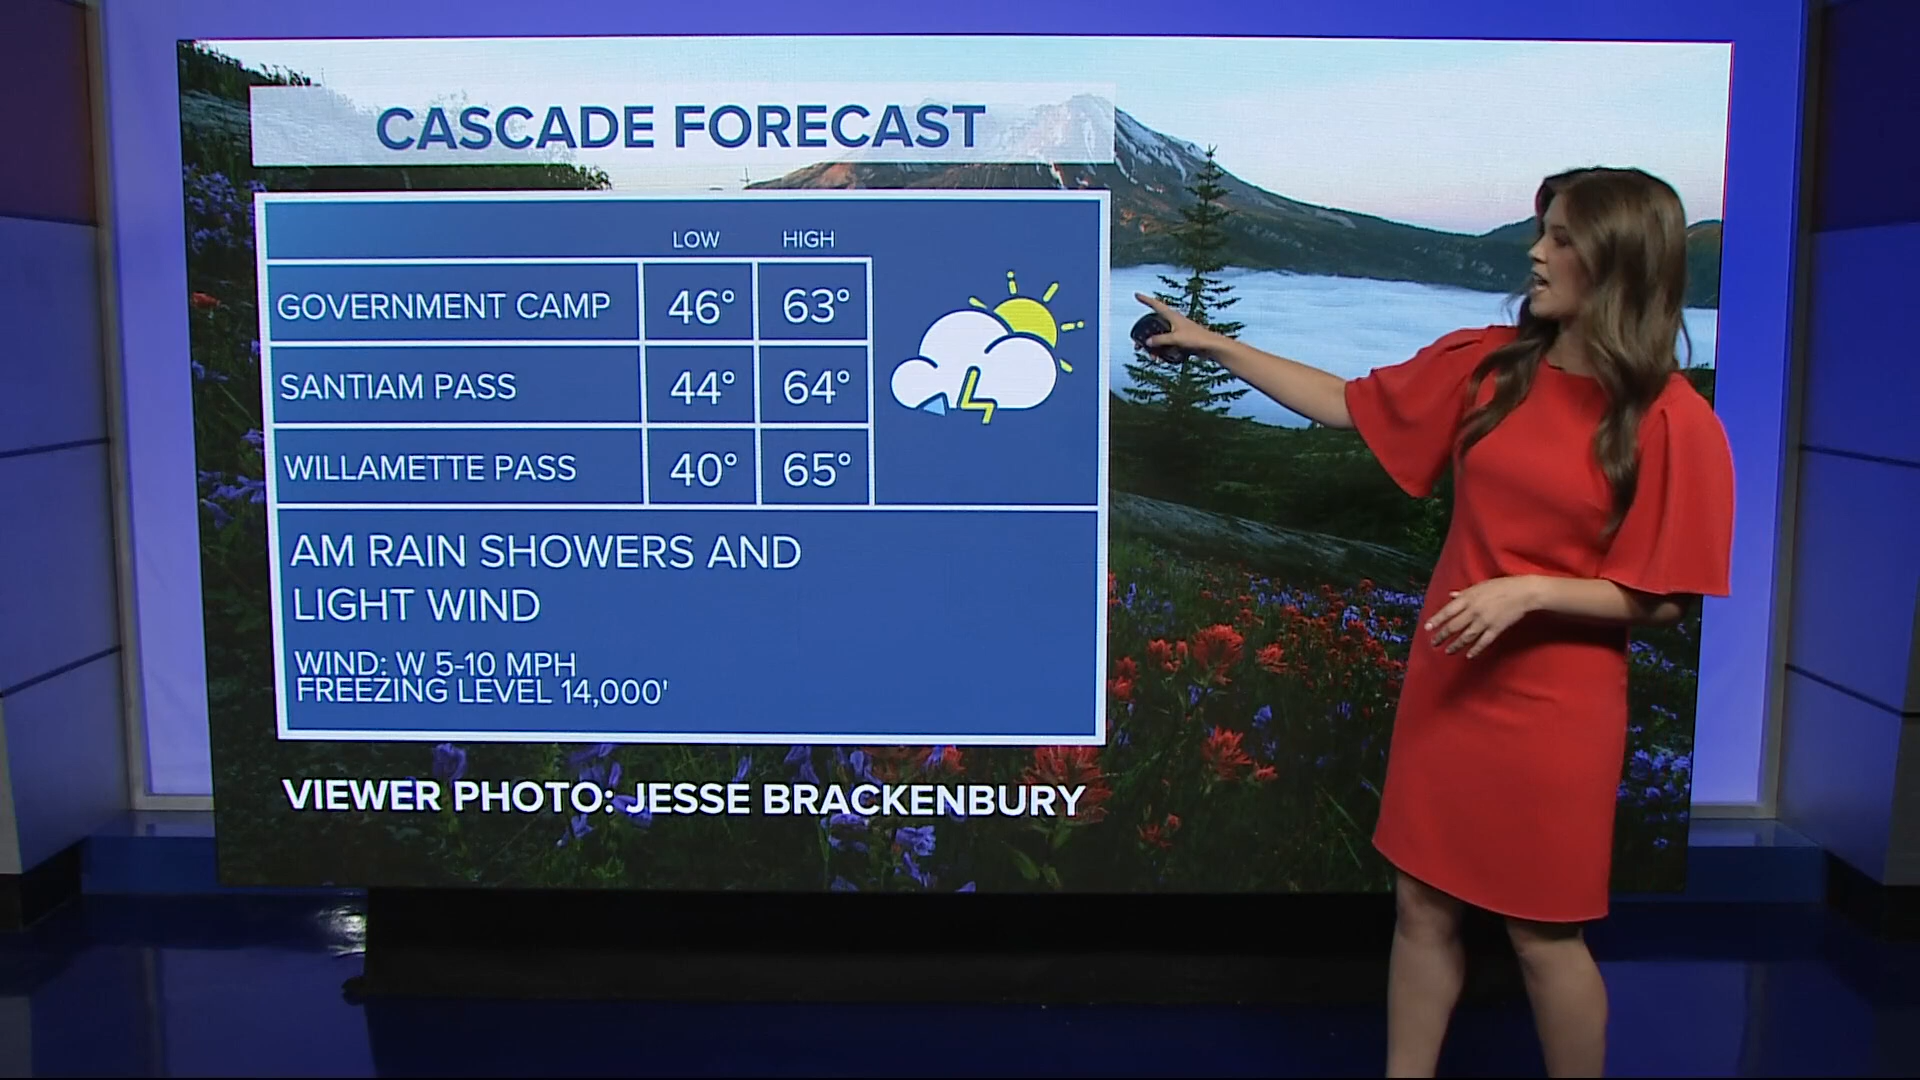 CASCADE FORECAST
LOW HIGH
GOVERNMENT CAMP 46° 63°
SANTIAM PASS 44° 64°
WILLAMETTE PASS 40° 65°
AM RAIN SHOWERS AND
LIGHT WIND
WIND: W 5-10 MPH
FREEZING LEVEL 14,000'
VIEWER PHOTO: JESSE BRACKENBURY